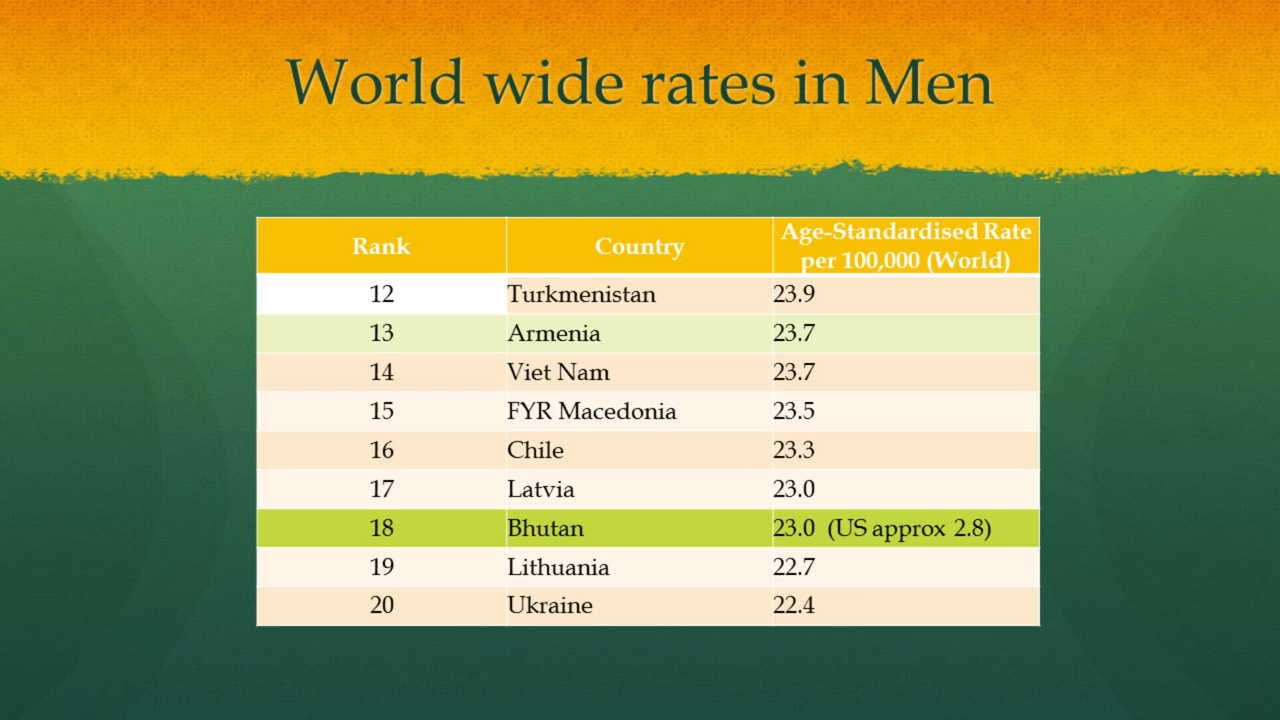 World wide rates in Men
Rank Country Age-Standardised Rate
per 100,000 (World)
12 Turkmenistan 23.9
13 Armenia 23.7
14 Viet Nam 23.7
15 FYR Macedonia 23.5
16 Chile 23.3
17 Latvia 23.0
18 Bhutan 23.0 (US approx 2.8)
19 Lithuania 22.7
20 Ukraine 22.4